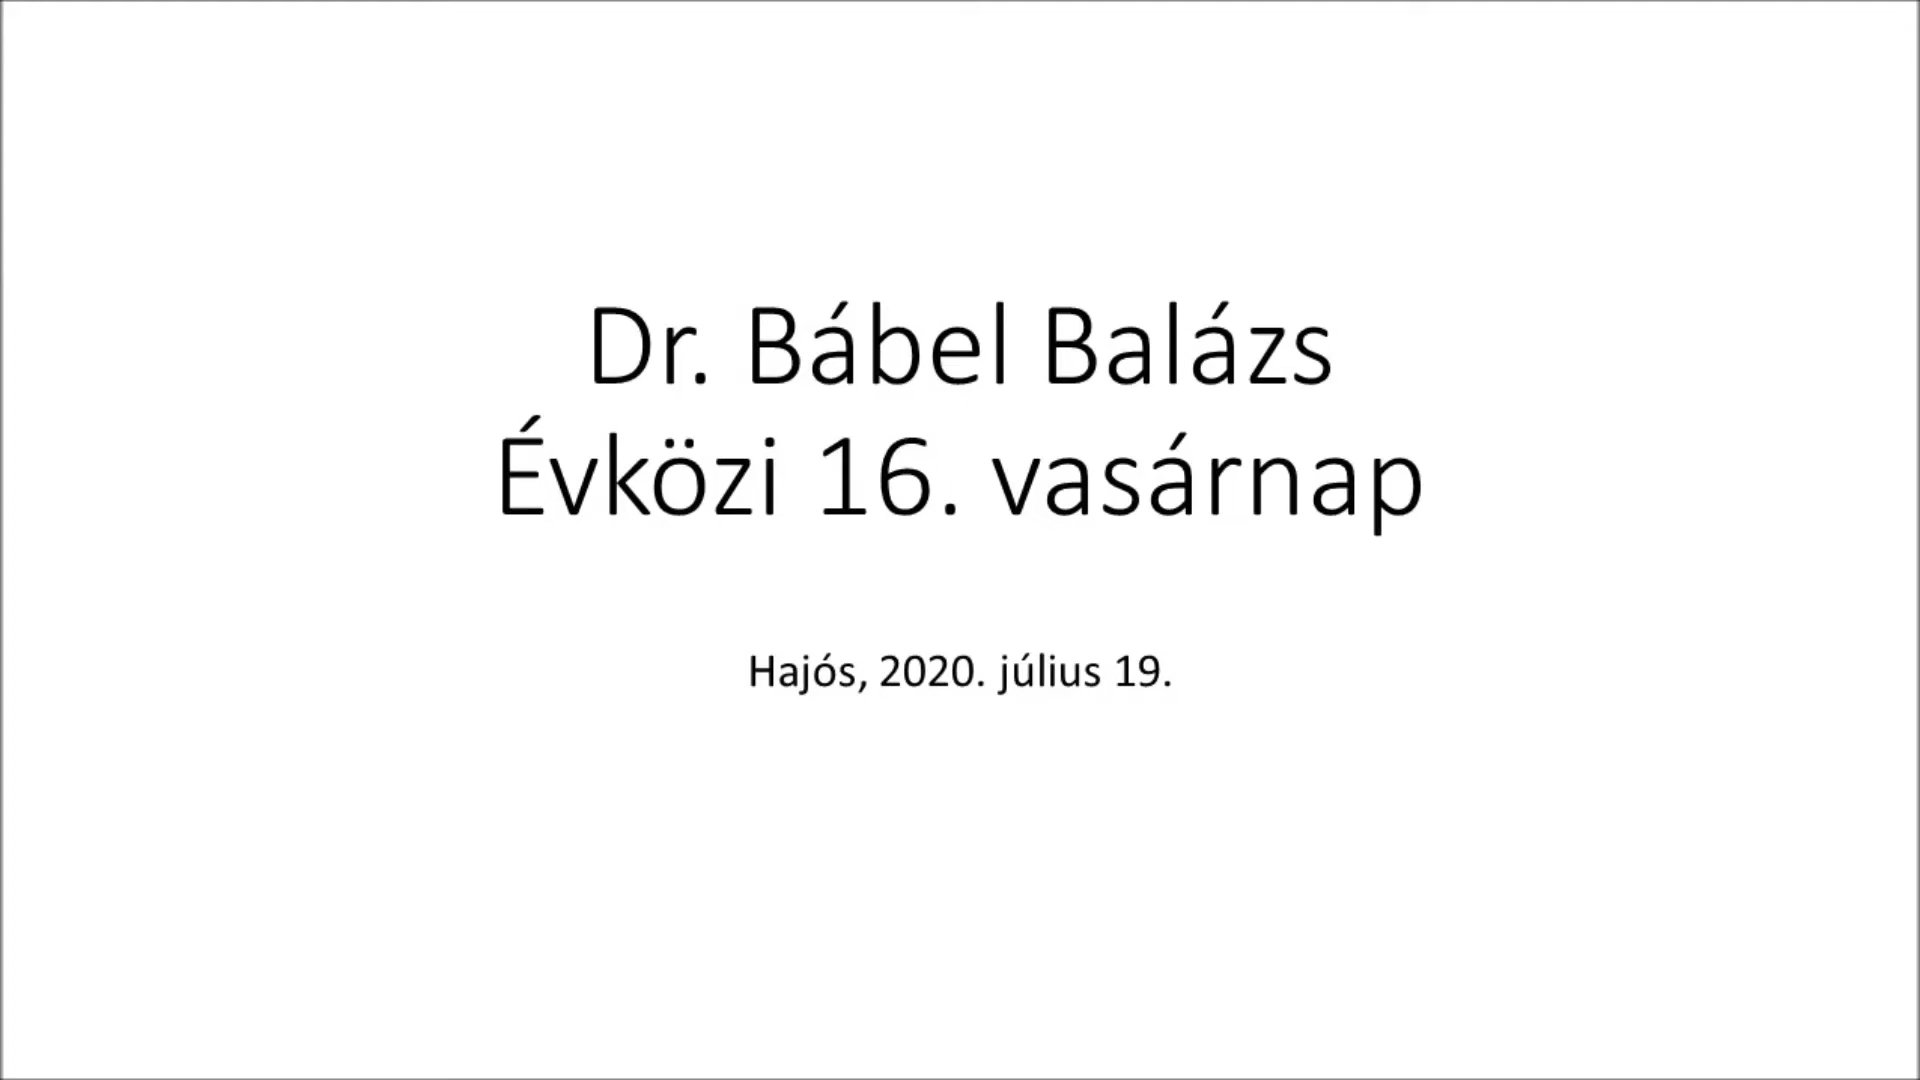 Dr. Bábel Balázs
Évközi 16. vasárnap
Hajós, 2020. július 19.